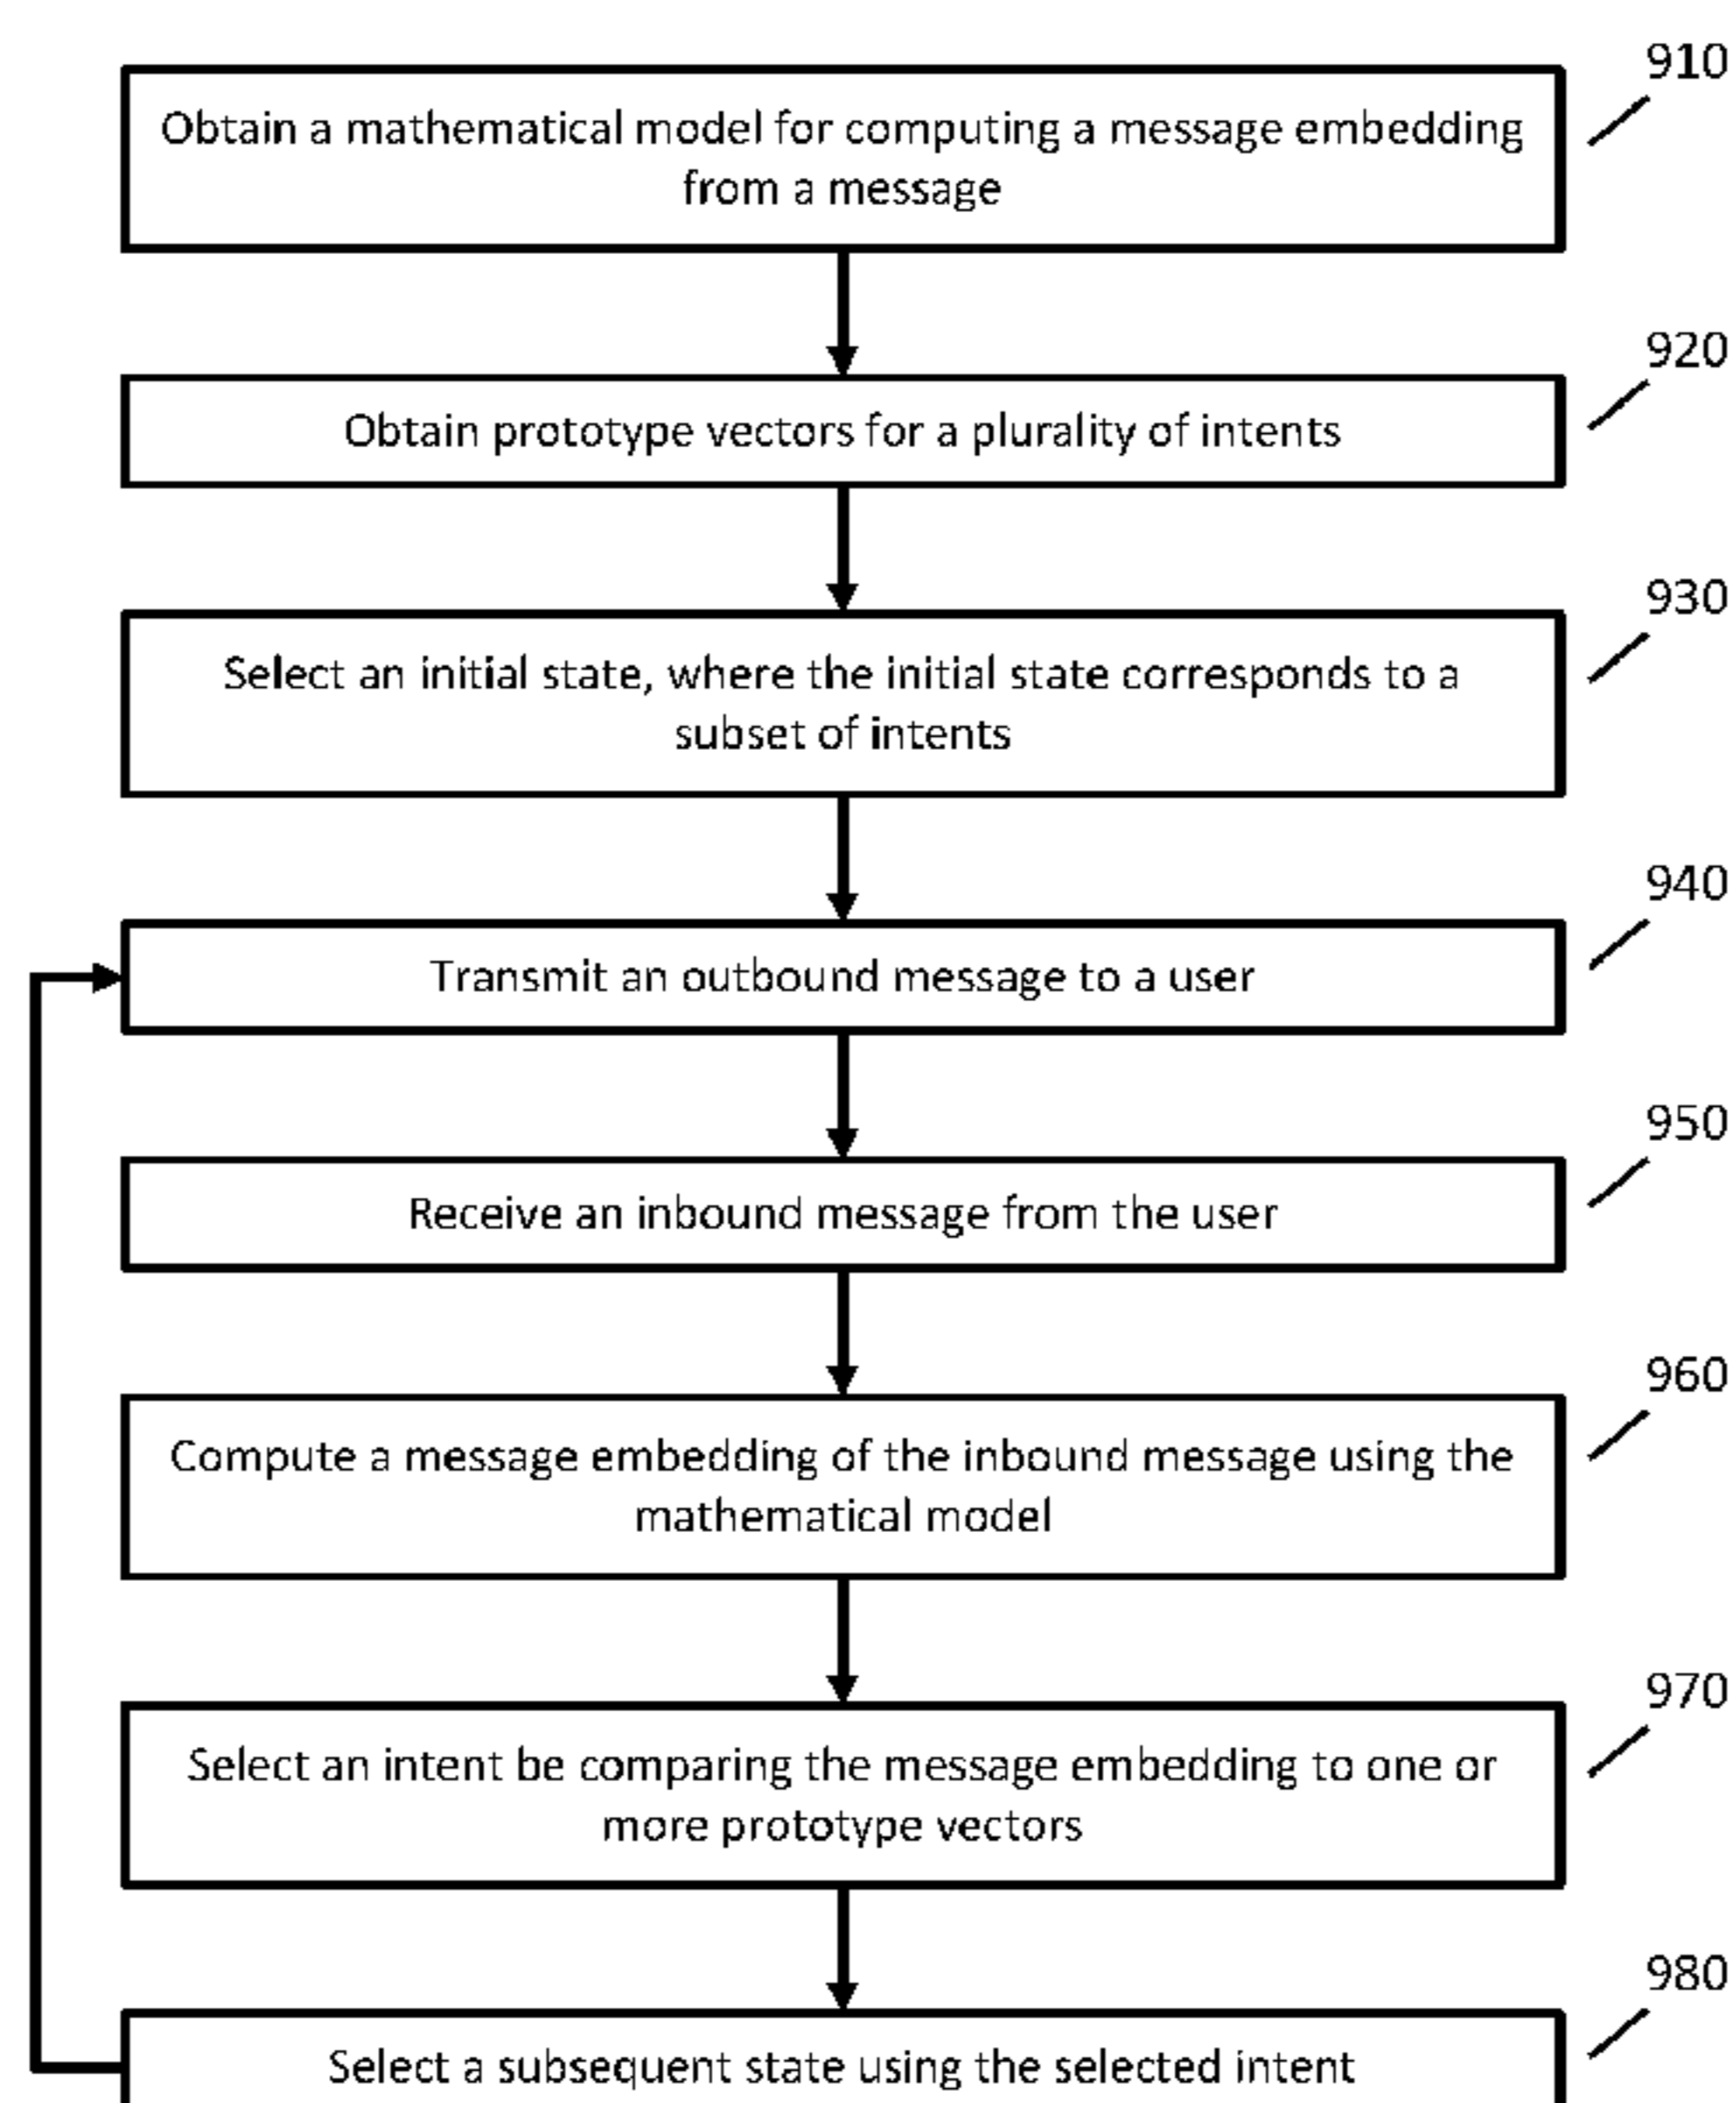 910
Obtain a mathematical model for computing a message embedding
from a message
920
Obtain prototype vectors for a plurality of intents
930
Select an initial state, where the initial state corresponds to a
subset of intents
940
Transmit an outbound message to a user
950
Receive an inbound message from the user
960
Compute a message embedding of the inbound message using the
mathematical model
970
Select an intent be comparing the message embedding to one or
more prototype vectors
980
Select a subsequent state using the selected intent